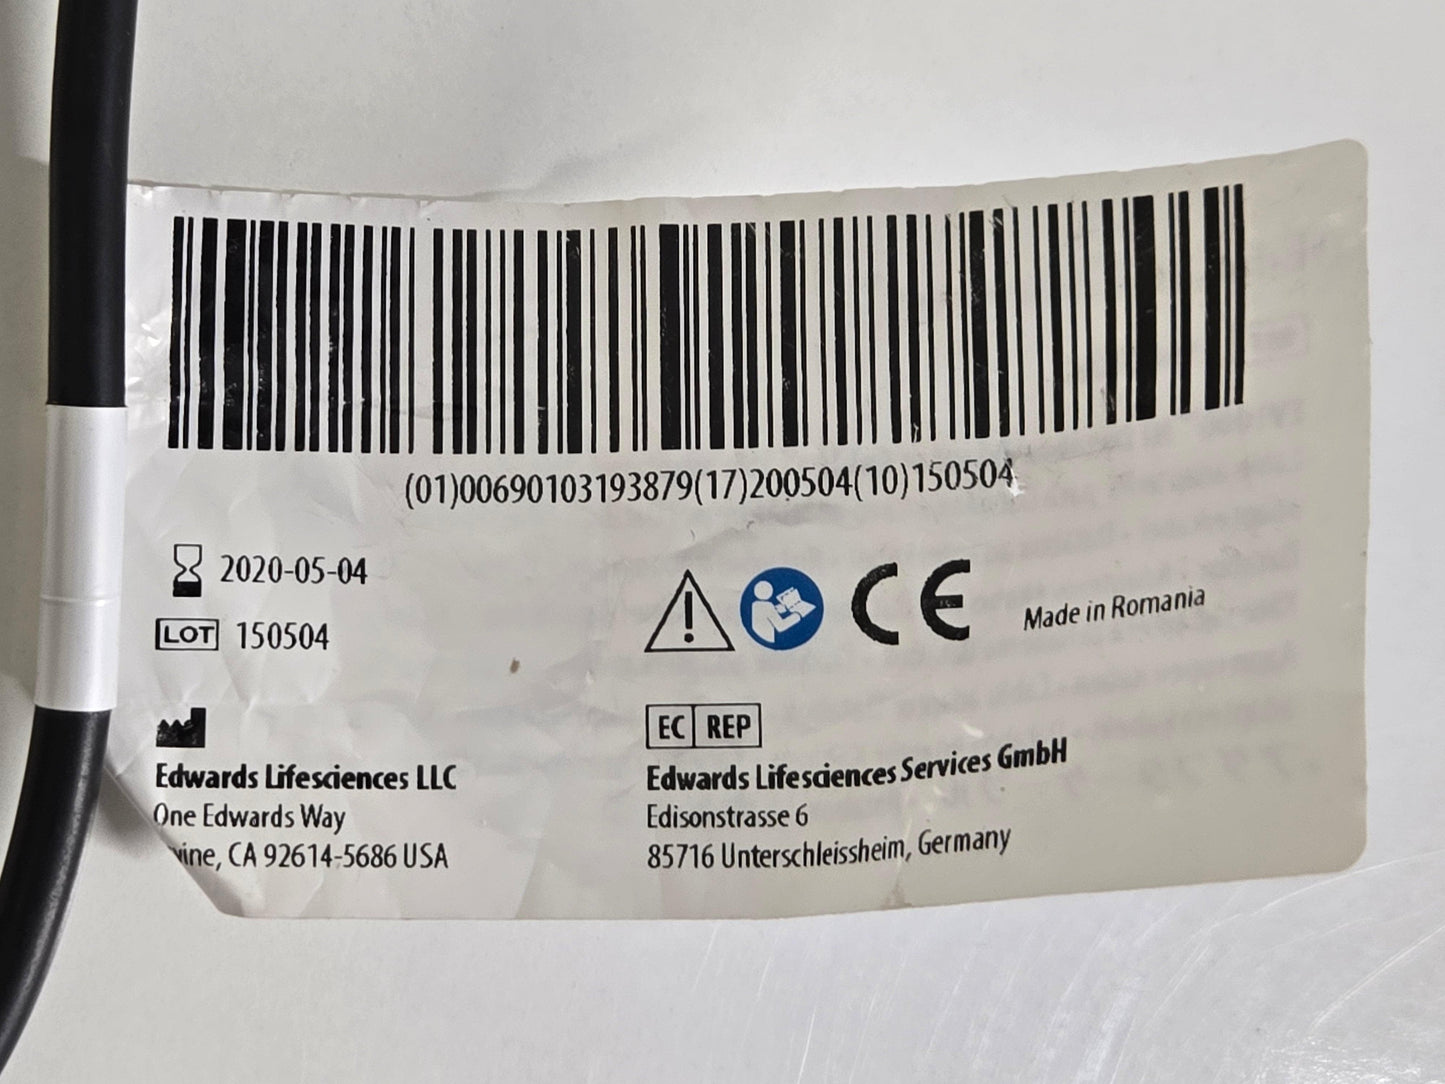 (01)00690103193879(17)200504(10)150504
2020-05-04
LOT 150504
CE
Made in Romania
Edwards Lifesciences LLC
One Edwards Way
CA 92614-5686 USA
EC REP
Edwards Lifesciences Services GmbH
Edisonstrasse 6
85716 Unterschleissheim, Germany